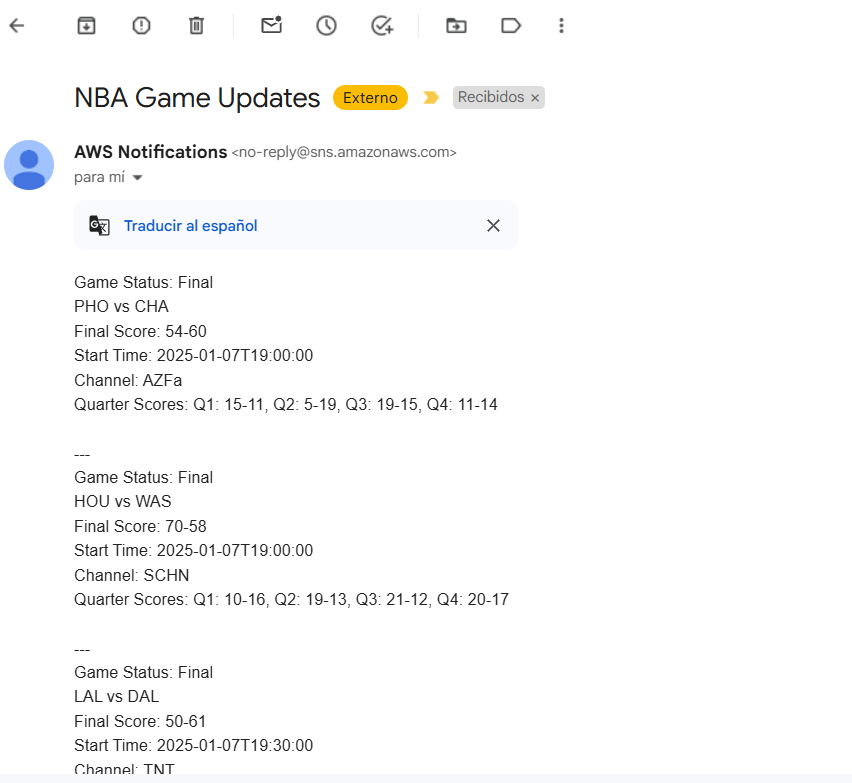 NBA Game Updates Externo Recibidos ×
AWS Notifications <no-reply@sns.amazonaws.com>
para mí
Traducir al español
Game Status: Final
PHO vs CHA
Final Score: 54-60
Start Time: 2025-01-07T19:00:00
Channel: AZFa
Quarter Scores: Q1: 15-11, Q2: 5-19, Q3: 19-15, Q4: 11-14
---
Game Status: Final
HOU vs WAS
Final Score: 70-58
Start Time: 2025-01-07T19:00:00
Channel: SCHN
Quarter Scores: Q1: 10-16, Q2: 19-13, Q3: 21-12, Q4: 20-17
---
Game Status: Final
LAL vs DAL
Final Score: 50-61
Start Time: 2025-01-07T19:30:00
Channel: TNT